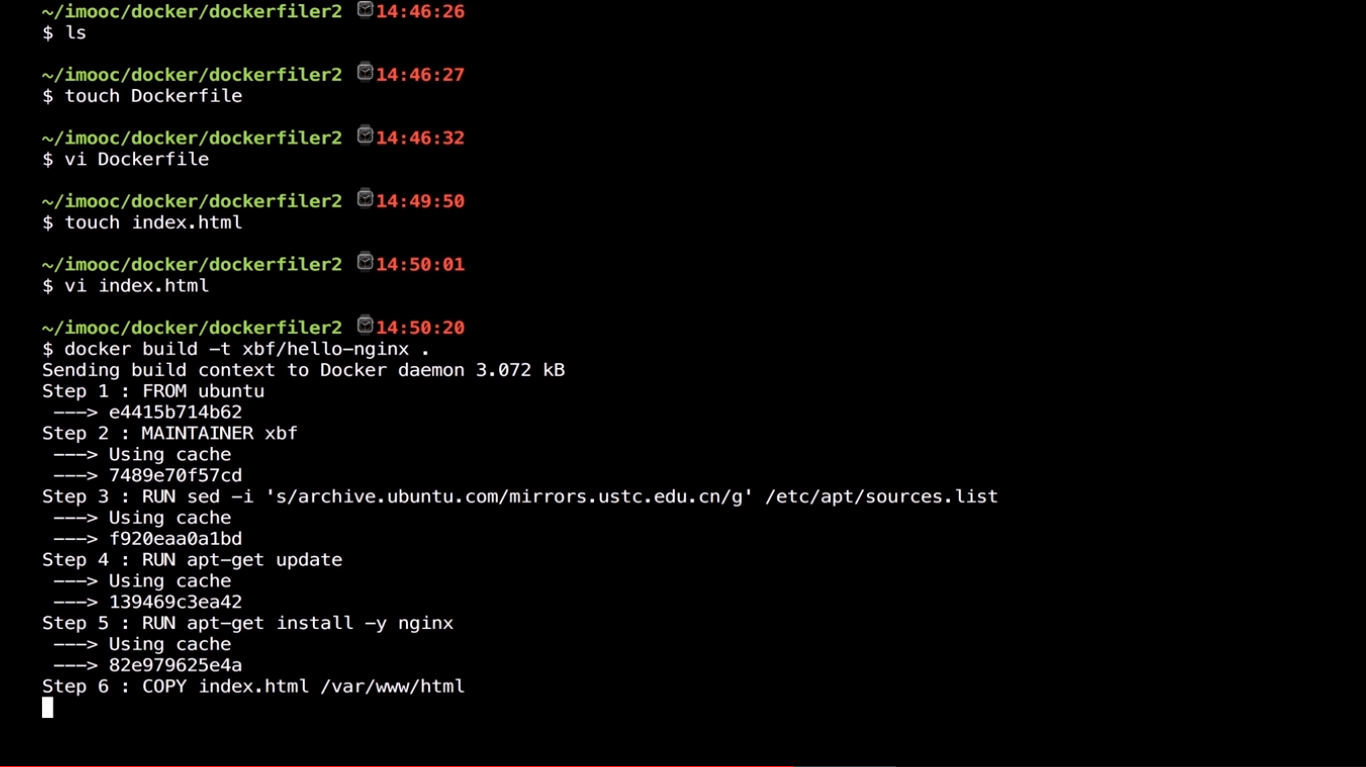 ~/imooc/docker/dockerfiler2 14:46:26
$ ls
~/imooc/docker/dockerfiler2 14:46:27
$ touch Dockerfile
~/imooc/docker/dockerfiler2 14:46:32
$ vi Dockerfile
~/imooc/docker/dockerfiler2 14:49:50
$ touch index.html
~/imooc/docker/dockerfiler2 14:50:01
$ vi index.html
~/imooc/docker/dockerfiler2 14:50:20
$ docker build -t xbf/hello-nginx .
Sending build context to Docker daemon 3.072 kB
Step 1 : FROM ubuntu
---> e4415b714b62
Step 2 : MAINTAINER xbf
---> Using cache
---> 7489e70f57cd
Step 3 : RUN sed -i 's/archive.ubuntu.com/mirrors.ustc.edu.cn/g' /etc/apt/sources.list
---> Using cache
---> f920eaa0a1bd
Step 4 : RUN apt-get update
---> Using cache
---> 139469c3ea42
Step 5 : RUN apt-get install -y nginx
---> Using cache
---> 82e979625e4a
Step 6 : COPY index.html /var/www/html